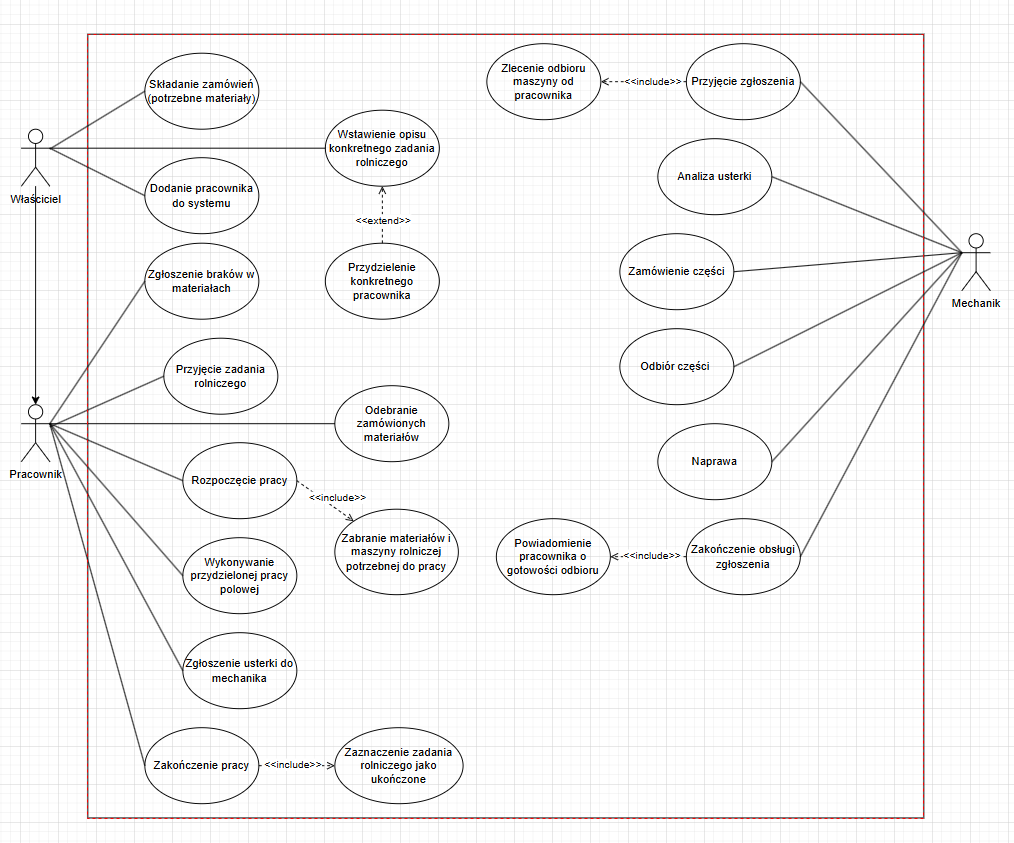 Składanie zamówień
(potrzebne materiały)
Zlecenie odbioru
maszyny od
pracownika
<<include>>
Przyjęcie zgłoszenia
Wstawienie opisu
konkretnego zadania
rolniczego
Właściciel
Dodanie pracownika
do systemu
Analiza usterki
<<extend>>
Zgłoszenie braków w
materiałach
Przydzielenie
konkretnego
pracownika
Zamówienie części
Mechanik
Przyjęcie zadania
rolniczego
Odbiór części
Odebranie
zamówionych
materiałów
Pracownik
Rozpoczęcie pracy
<<include>>
Naprawa
Zabranie materiałów i
maszyny rolniczej
potrzebnej do pracy
Powiadomienie
pracownika o
gotowości odbioru
<<include>>
Zakończenie obsługi
zgłoszenia
Wykonywanie
przydzielonej pracy
polowej
Zgłoszenie usterki do
mechanika
Zakończenie pracy
<<include>>
Zaznaczenie zadania
rolniczego jako
ukończone